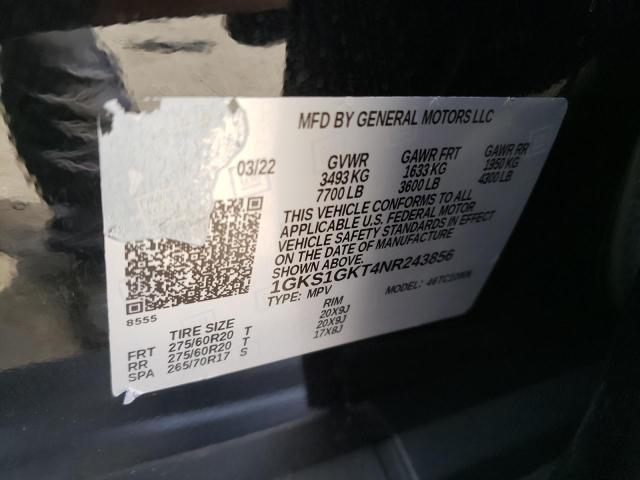 MFD BY GENERAL MOTORS LLC
03/22 GVWR GAWR FRT GAWR RR
3493 KG 1633 KG 1950 KG
7700 LB 3600 LB 4300 LB
THIS VEHICLE CONFORMS TO ALL
APPLICABLE U.S. FEDERAL MOTOR
VEHICLE SAFETY STANDARDS IN EFFECT
ON THE DATE OF MANUFACTURE
SHOWN ABOVE.
1GKS1GKT4NR243856
TYPE: MPV MODEL:
8555
TIRE SIZE RIM
FRT 275/60R20 T 20X9J
RR 275/60R20 T 20X9J
SPA 265/70R17 S 17X8J